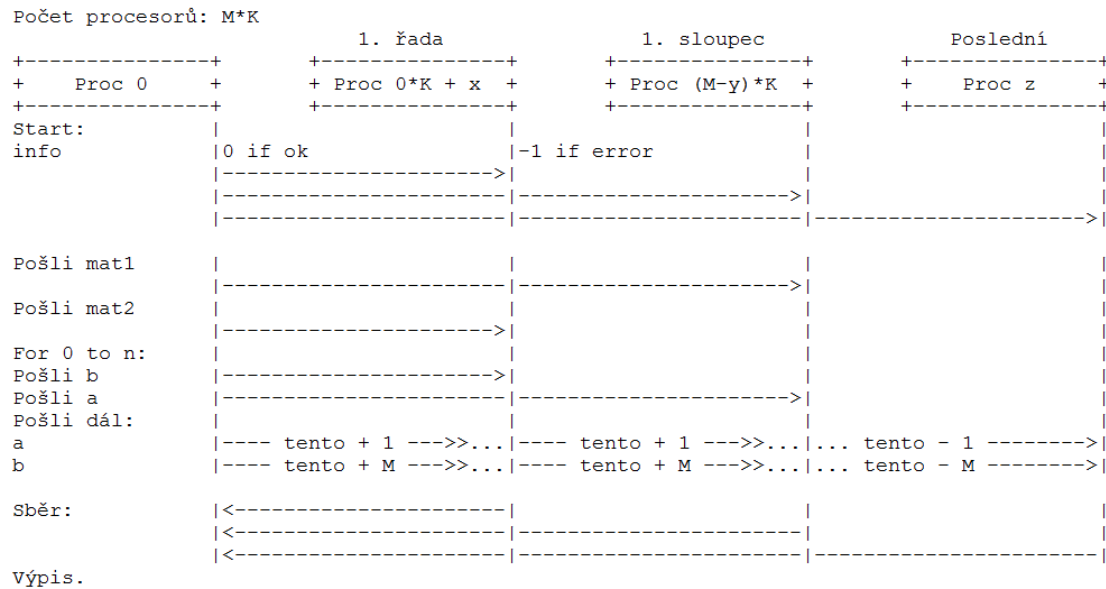 Počet procesorů: M*K
                            1. řada                1. sloupec               Poslední
+---------------+       +---------------+       +---------------+       +---------------+
+    Proc 0     +       + Proc 0*K + x  +       + Proc (M-y)*K  +       +    Proc z     +
+---------------+       +---------------+       +---------------+       +---------------+
Start:          |                       |                       |                       |
info            |0 if ok                |-1 if error            |                       |
                |---------------------->|                       |                       |
                |-----------------------|---------------------->|                       |
                |-----------------------|-----------------------|---------------------->|
Pošli mat1      |                       |                       |                       |
                |-----------------------|---------------------->|                       |
Pošli mat2      |                       |                       |                       |
                |---------------------->|                       |                       |
For 0 to n:     |                       |                       |                       |
Pošli b         |---------------------->|                       |                       |
Pošli a         |-----------------------|---------------------->|                       |
Pošli dál:      |                       |                       |                       |
a               |---- tento + 1 --->>...|---- tento + 1 --->>...|... tento - 1 -------->|
b               |---- tento + M --->>...|---- tento + M --->>...|... tento - M -------->|
Sběr:           |<----------------------|                       |                       |
                |<----------------------|-----------------------|                       |
                |<----------------------|-----------------------|-----------------------|
Výpis.